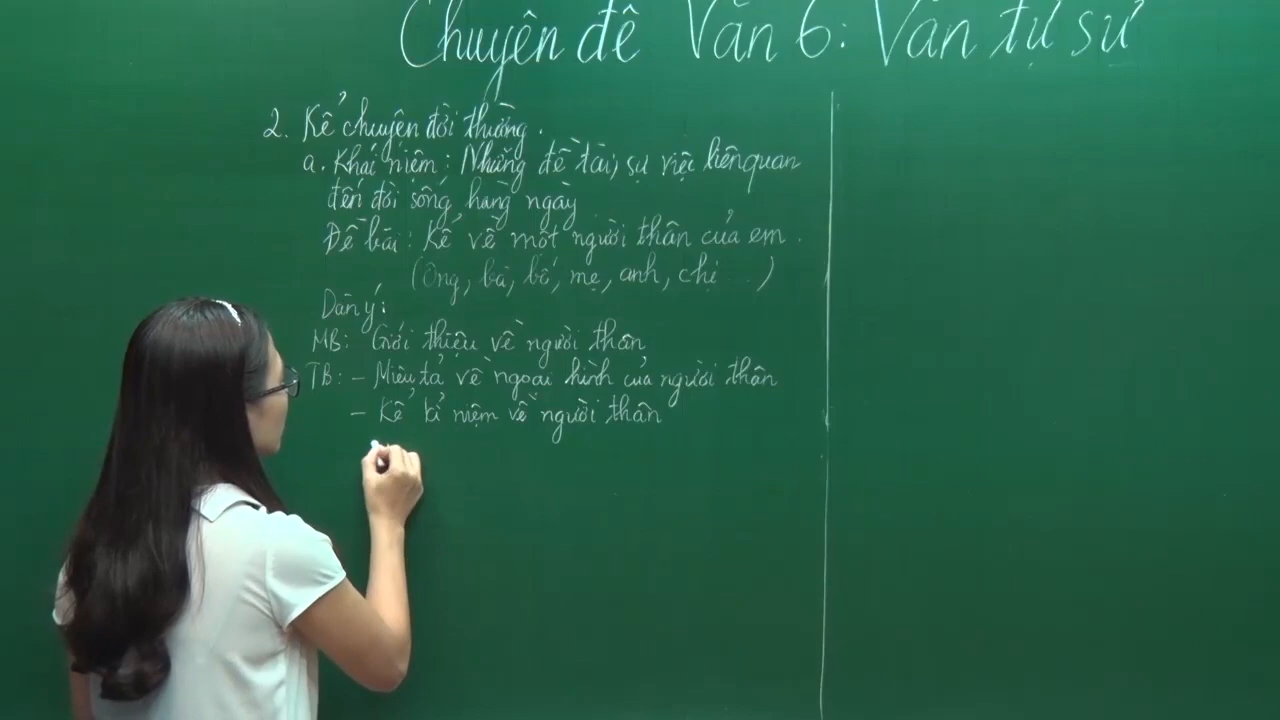 Chuyên đề Văn 6: Văn tự sự
2. Kể chuyện đời thường.
a. Khái niệm: Những đề tài, sự việc liên quan
đến đời sống hàng ngày
Đề bài: Kể về một người thân của em.
(Ông, bà, bố, mẹ, anh, chị...)
Dàn ý:
MB: Giới thiệu về người thân
TB: - Miêu tả về ngoại hình của người thân
- Kể kỉ niệm về người thân